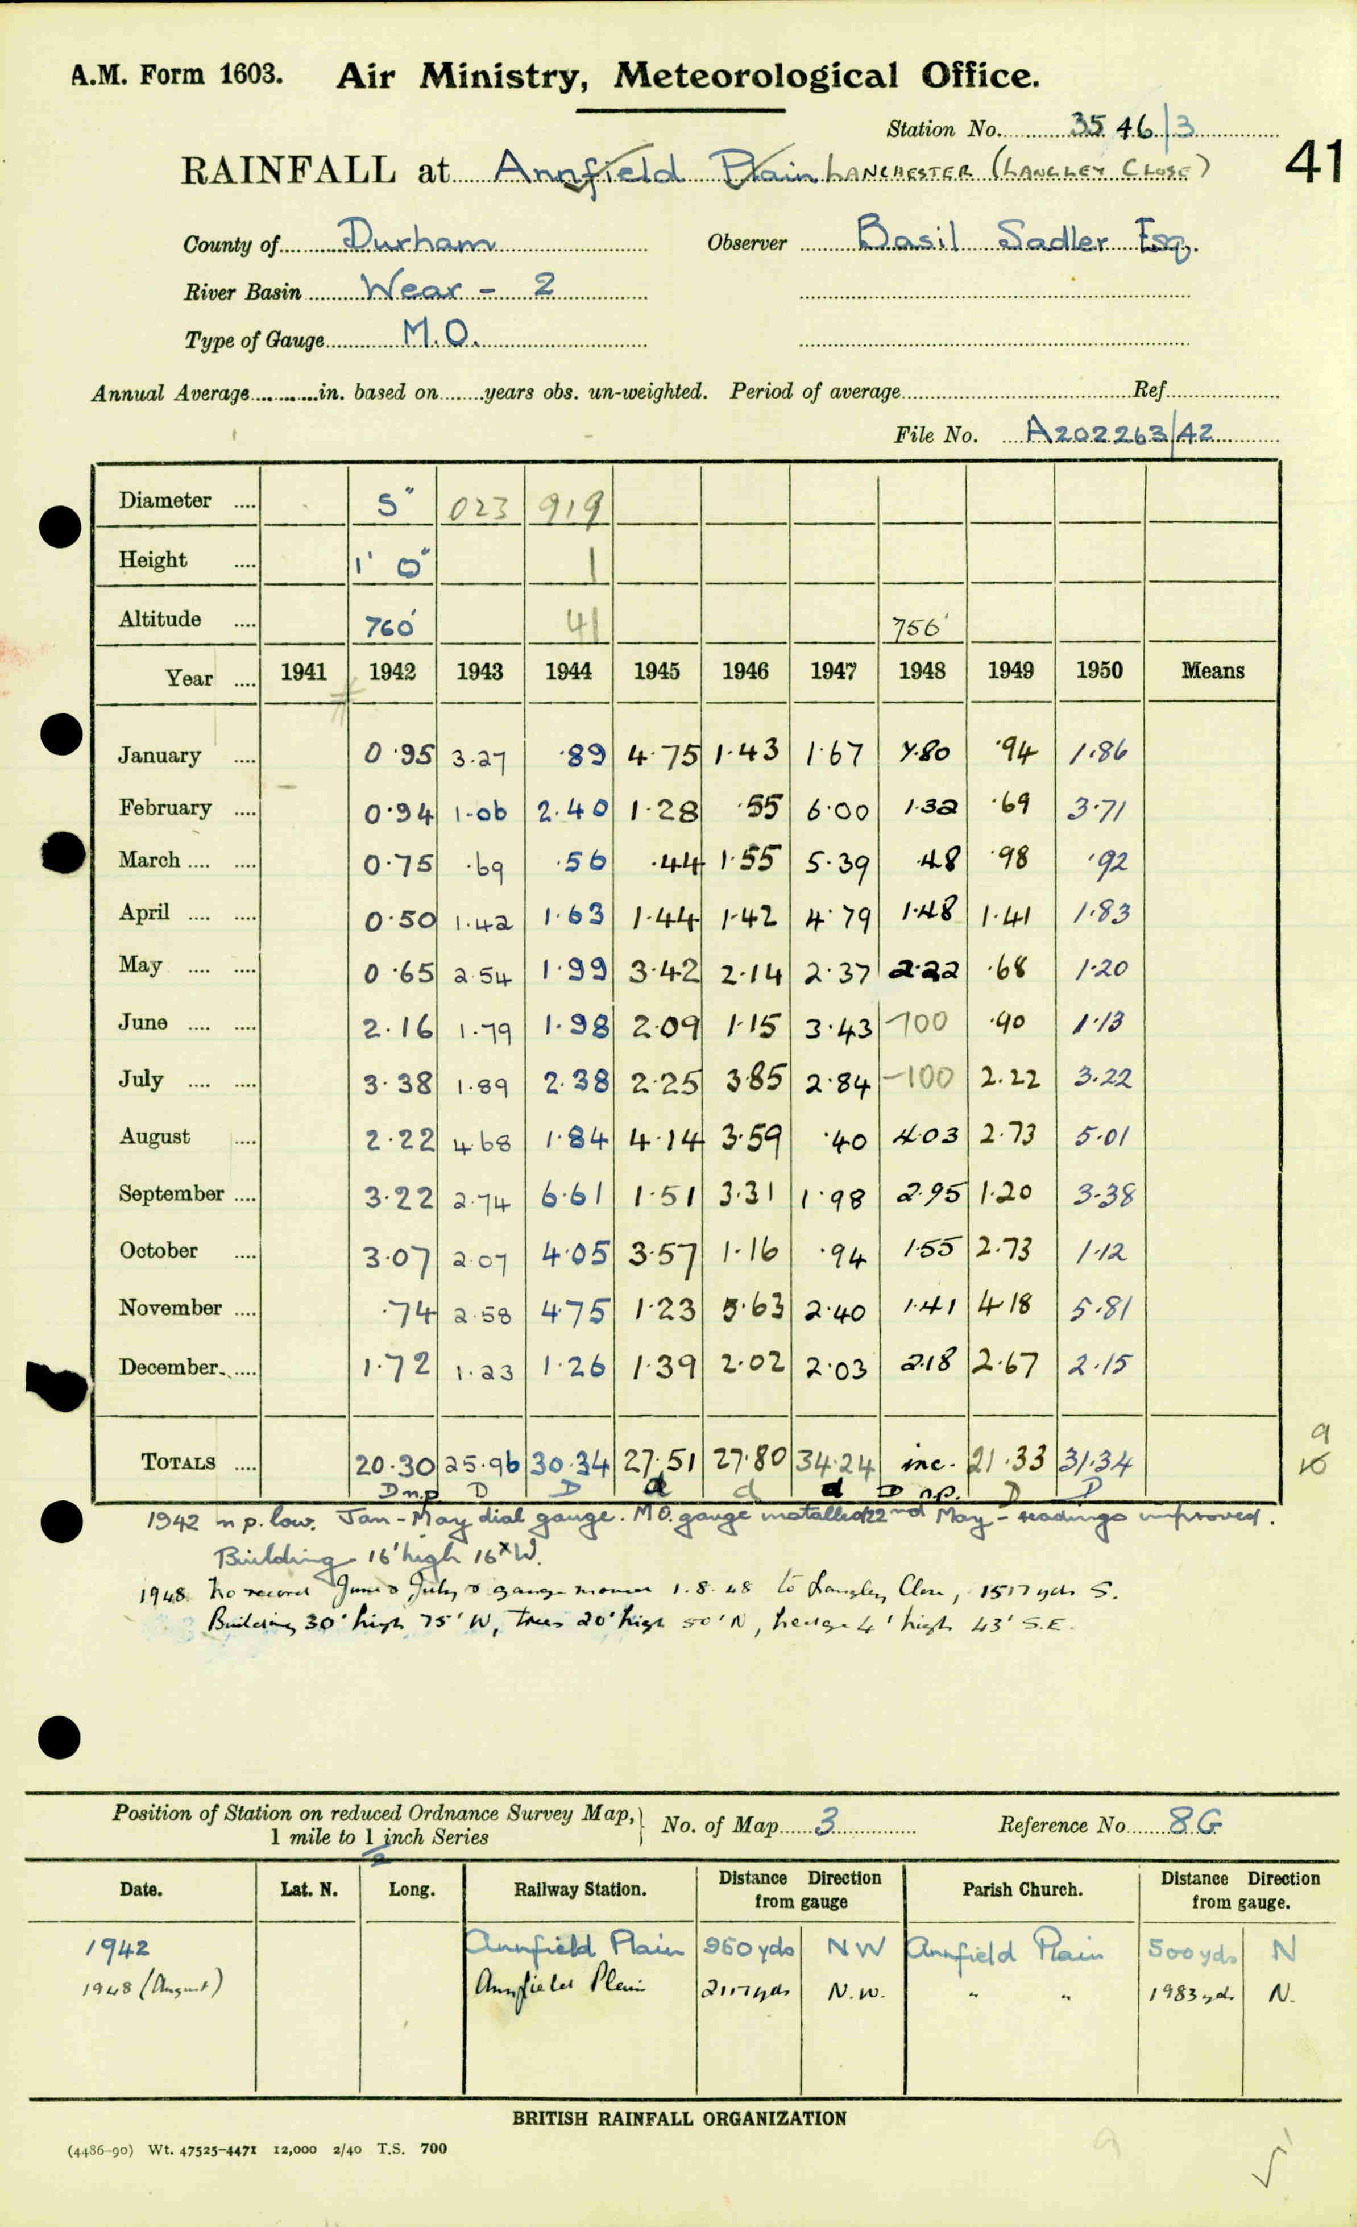 A.M. Form 1603. Air Ministry, Meteorological Office.
Station No. 3546/3
41
RAINFALL at Annfield Plain LANCHESTER (LANGLEY CLOSE)
County of Durham Observer Basil Sadler Esq.
River Basin Wear - 2
Type of Gauge M.O.
Annual Average in. based on years obs. un-weighted. Period of average Ref
File No. A202263/42
Diameter .... 5" 023 919
Height .... 1' 0" 1
Altitude .... 760' 41 756'
Year .... 1941 1942 1943 1944 1945 1946 1947 1948 1949 1950 Means
January .... 0.95 3.27 .89 4.75 1.43 1.67 4.80 .94 1.86
February .... 0.94 1.06 2.40 1.28 .55 6.00 1.32 .69 3.71
March .... .... 0.75 .69 .56 .44 1.55 5.39 .48 .98 .92
April .... .... 0.50 1.42 1.63 1.44 1.42 4.79 1.48 1.41 1.83
May .... .... 0.65 2.54 1.99 3.42 2.14 2.37 2.22 .68 1.20
June .... .... 2.16 1.79 1.98 2.09 1.15 3.43 -100 .90 1.13
July .... .... 3.38 1.89 2.38 2.25 3.85 2.84 -100 2.22 3.22
August .... 2.22 4.68 1.84 4.14 3.59 .40 4.03 2.73 5.01
September .... 3.22 2.74 6.61 1.51 3.31 1.98 2.95 1.20 3.38
October .... 3.07 2.07 4.05 3.57 1.16 .94 1.55 2.73 1.12
November .... .74 2.58 4.75 1.23 5.63 2.40 1.41 4.18 5.81
December .... 1.72 1.23 1.26 1.39 2.02 2.03 2.18 2.67 2.15
9
TOTALS .... 20.30 25.96 30.34 27.51 27.80 34.24 inc. 21.33 31.34
D n.p D D d d d D n.p. D D
1942 n p. low. Jan - May dial gauge. M.O. gauge installed 22nd May - readings improved.
Building 16' high 16x W.
1948 No record June & July & gauge moved 1.8.48 to Langley Close, 1517 yds S.
Building 30' high 75' W, trees 20' high 50' N, hedge 4' high 43' S.E.
Position of Station on reduced Ordnance Survey Map, No. of Map 3 Reference No. 8G
1 mile to 1 inch Series
2
Date. Lat. N. Long. Railway Station. Distance Direction from gauge Parish Church. Distance Direction from gauge.
1942 Annfield Plain 950 yds NW Annfield Plain 500 yds N
1948 (August) Annfield Plain 2117 yds N.W. " " 1983 yds N.
BRITISH RAINFALL ORGANIZATION
(4486-90) Wt. 47525-4471 12,000 2/40 T.S. 700
9